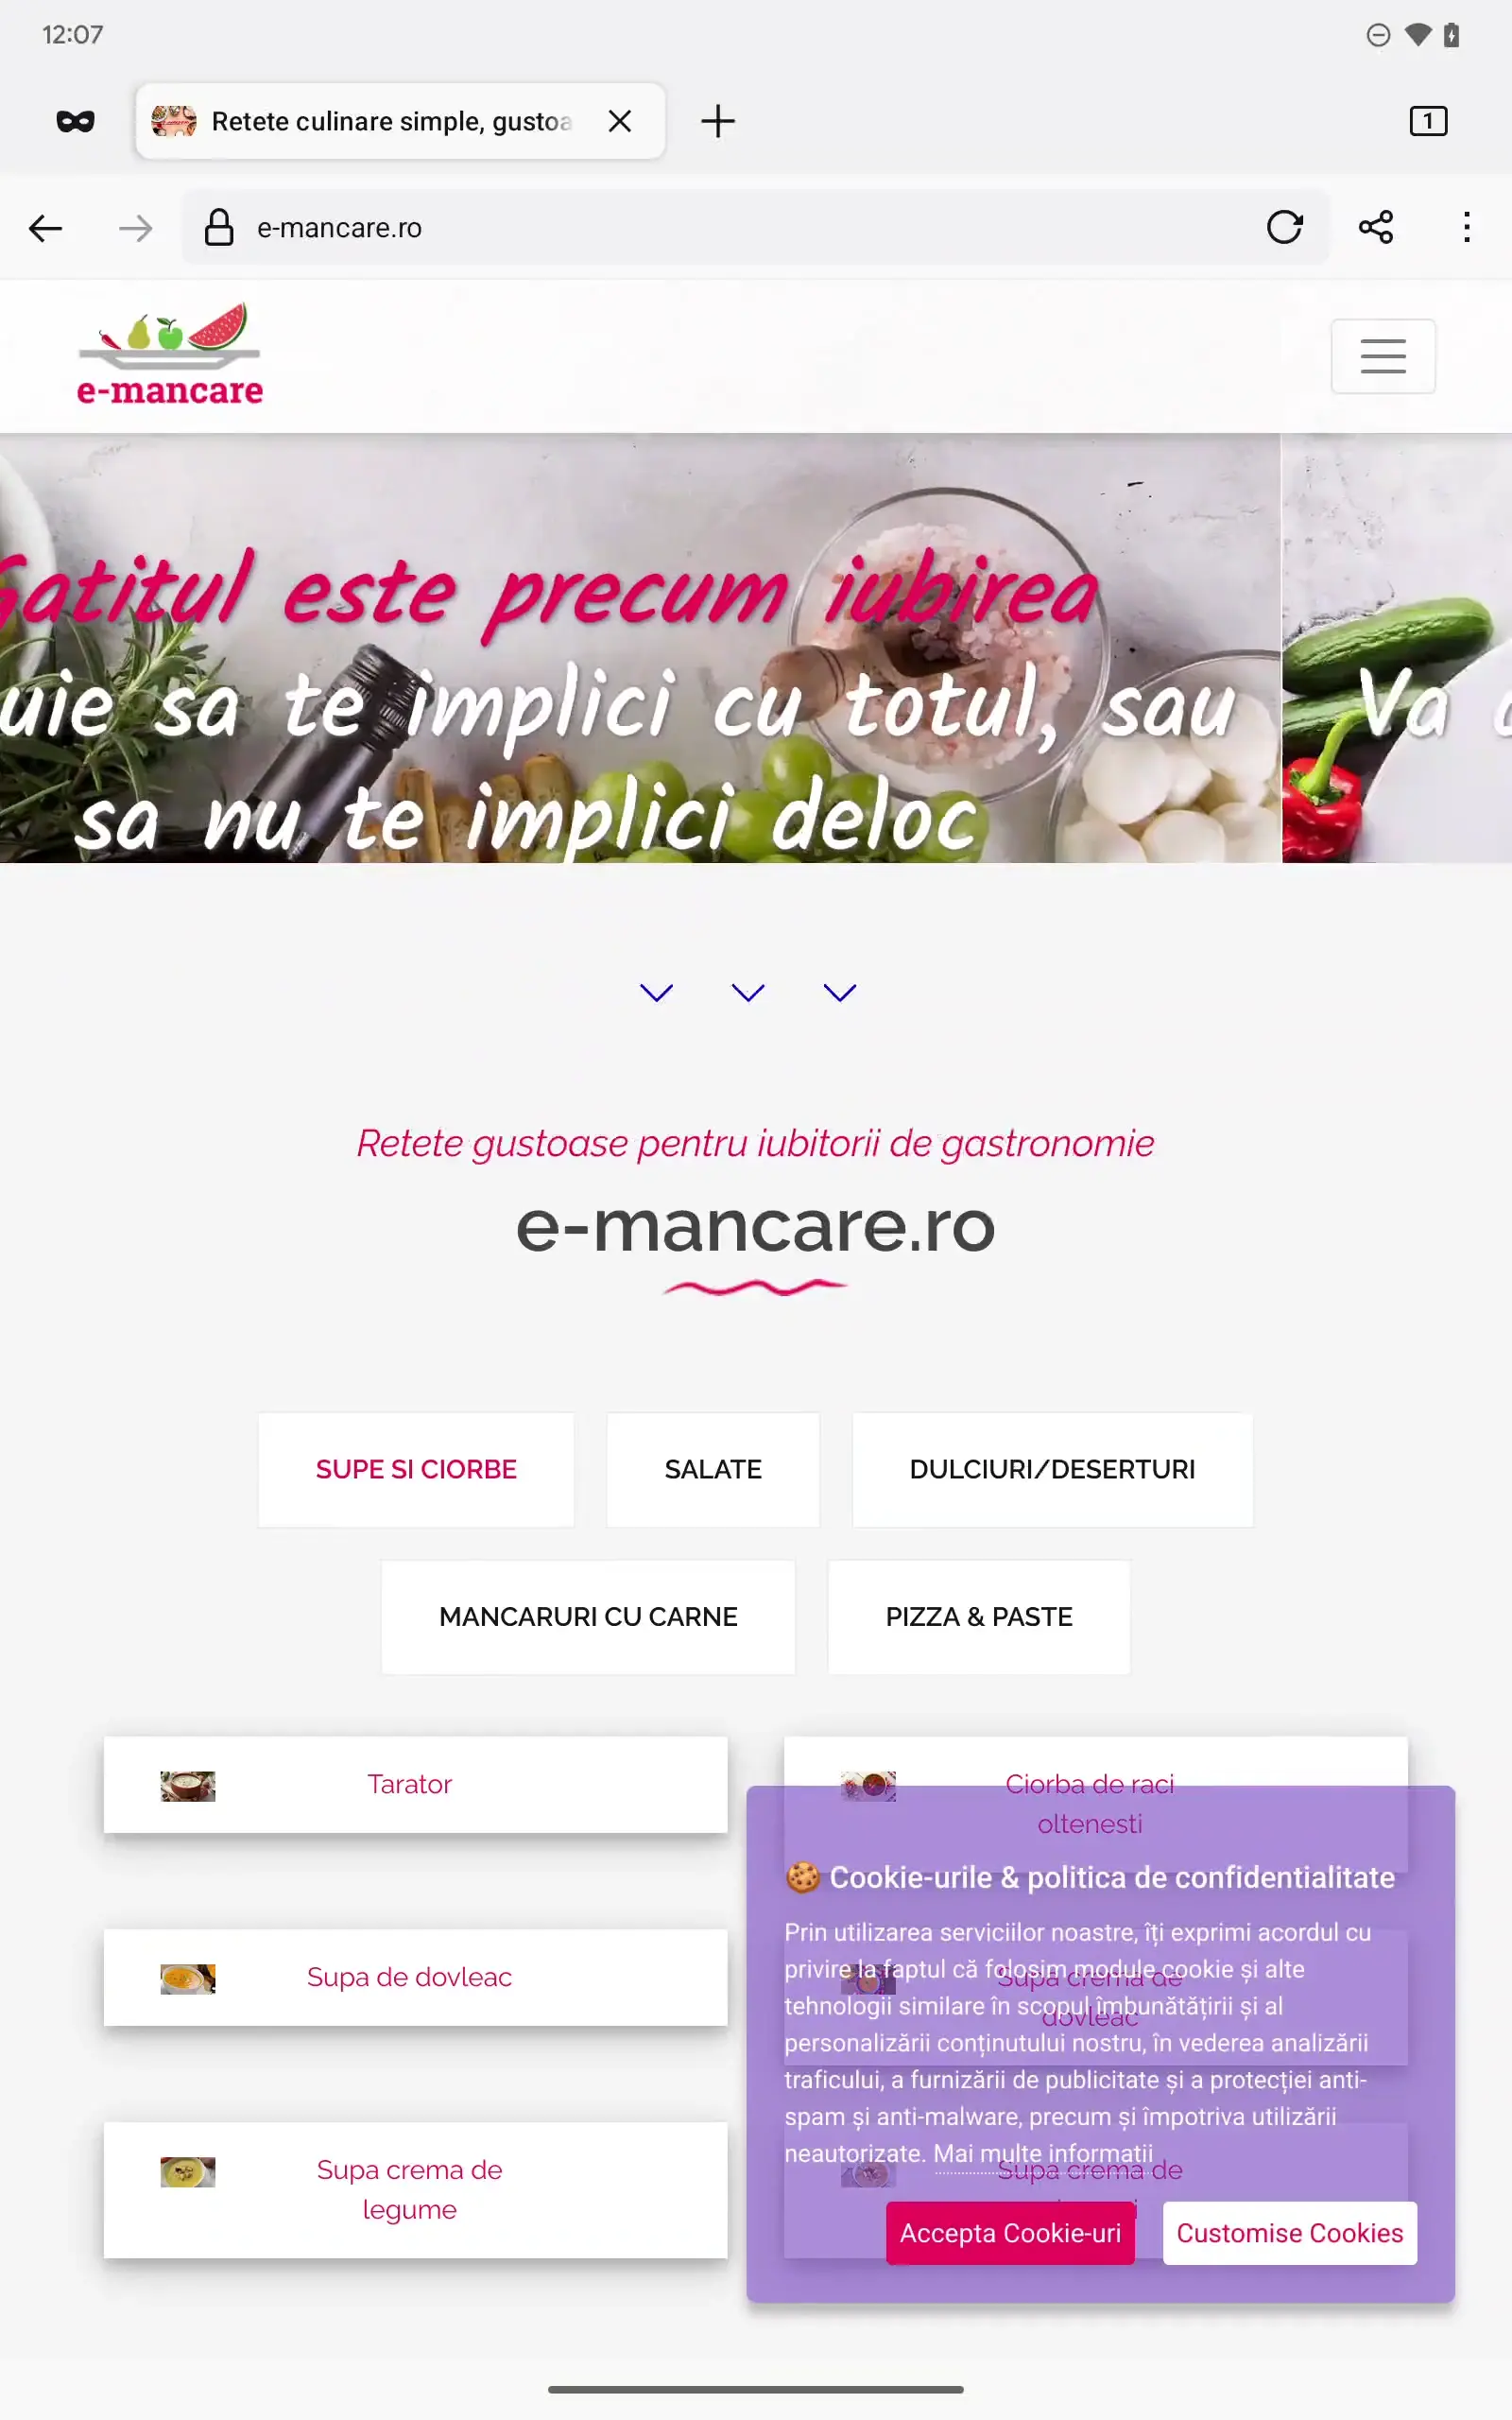 12:07
Retete culinare simple, gustoa
1
e-mancare.ro
e-mancare
Gatitul este precum iubirea
uie sa te implici cu totul, sau
sa nu te implici deloc
Va
Retete gustoase pentru iubitorii de gastronomie
e-mancare.ro
SUPE SI CIORBE
SALATE
DULCIURI/DESERTURI
MANCARURI CU CARNE
PIZZA & PASTE
Tarator
Ciorba de raci
oltenesti
Supa de dovleac
Supa crema de
dovleac
Supa crema de
legume
Supa crema de
🍪 Cookie-urile & politica de confidentialitate
Prin utilizarea serviciilor noastre, îți exprimi acordul cu
privire la faptul că folosim module cookie și alte
tehnologii similare în scopul îmbunătățirii și al
personalizării conținutului nostru, în vederea analizării
traficului, a furnizării de publicitate și a protecției anti-
spam și anti-malware, precum și împotriva utilizării
neautorizate. Mai multe informatii
Accepta Cookie-uri
Customise Cookies